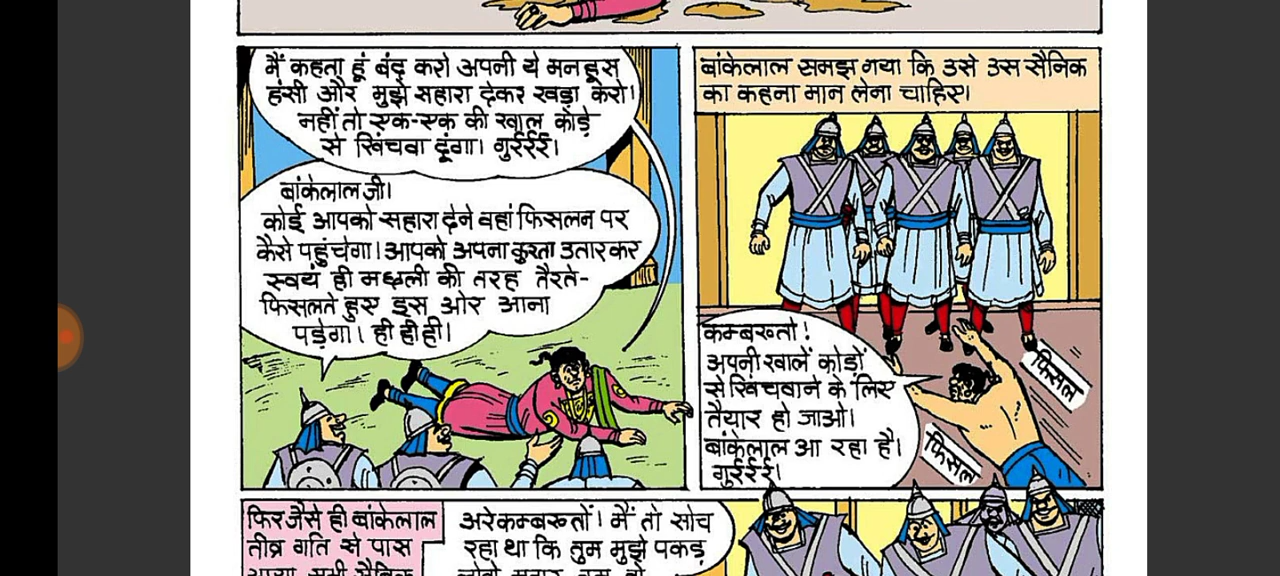 मैं कहता हूं बंद करो अपनी ये मनहूस
हंसी और मुझे सहारा देकर खड़ा करो।
नहीं तो एक-एक की खाल कोड़े
से खिंचवा दूंगा। गुर्रर्रर्र।
बांकेलाल जी।
कोई आपको सहारा देने वहां फिसलन पर
कैसे पहुंचेगा। आपको अपना कुरता उतारकर
स्वयं ही मछली की तरह तैरते-
फिसलते हुए इस ओर आना
पड़ेगा। ही ही ही।
बांकेलाल समझ गया कि उसे उस सैनिक
का कहना मान लेना चाहिए।
कम्बख्तो!
अपनी खालें कोड़ों
से खिंचवाने के लिए
तैयार हो जाओ।
बांकेलाल आ रहा है।
गुर्रर्रर्र।
फिसल
फिसल
फिर जैसे ही बांकेलाल
तीव्र गति से पास
अरे कम्बख्तों। मैं तो सोच
रहा था कि तुम मुझे पकड़